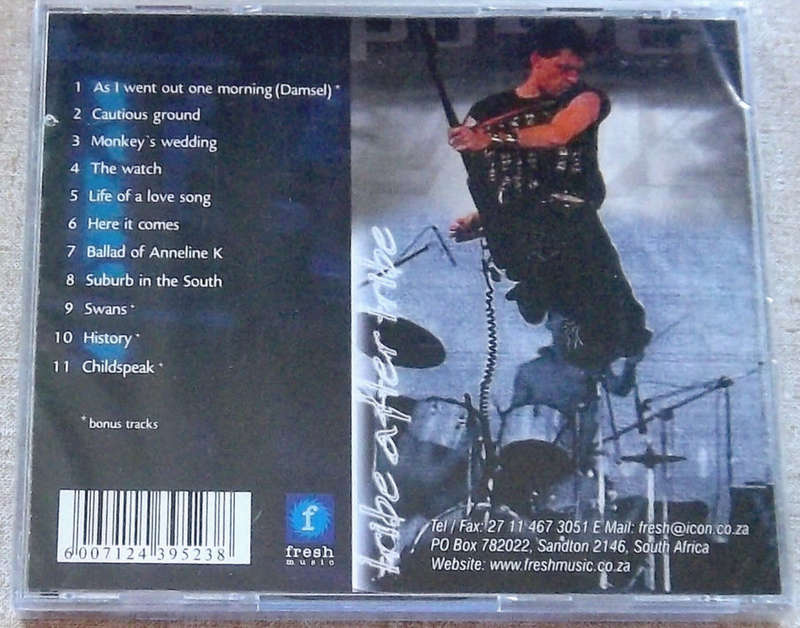 1 As I went out one morning (Damsel) *
2 Cautious ground
3 Monkey`s wedding
4 The watch
5 Life of a love song
6 Here it comes
7 Ballad of Anneline K
8 Suburb in the South
9 Swans *
10 History *
11 Childspeak *
* bonus tracks
6 007124 395238
f
fresh
music
tribe after tribe
Tel / Fax: 27 11 467 3051 E Mail: fresh@icon.co.za
PO Box 782022, Sandton 2146, South Africa
Website: www.freshmusic.co.za